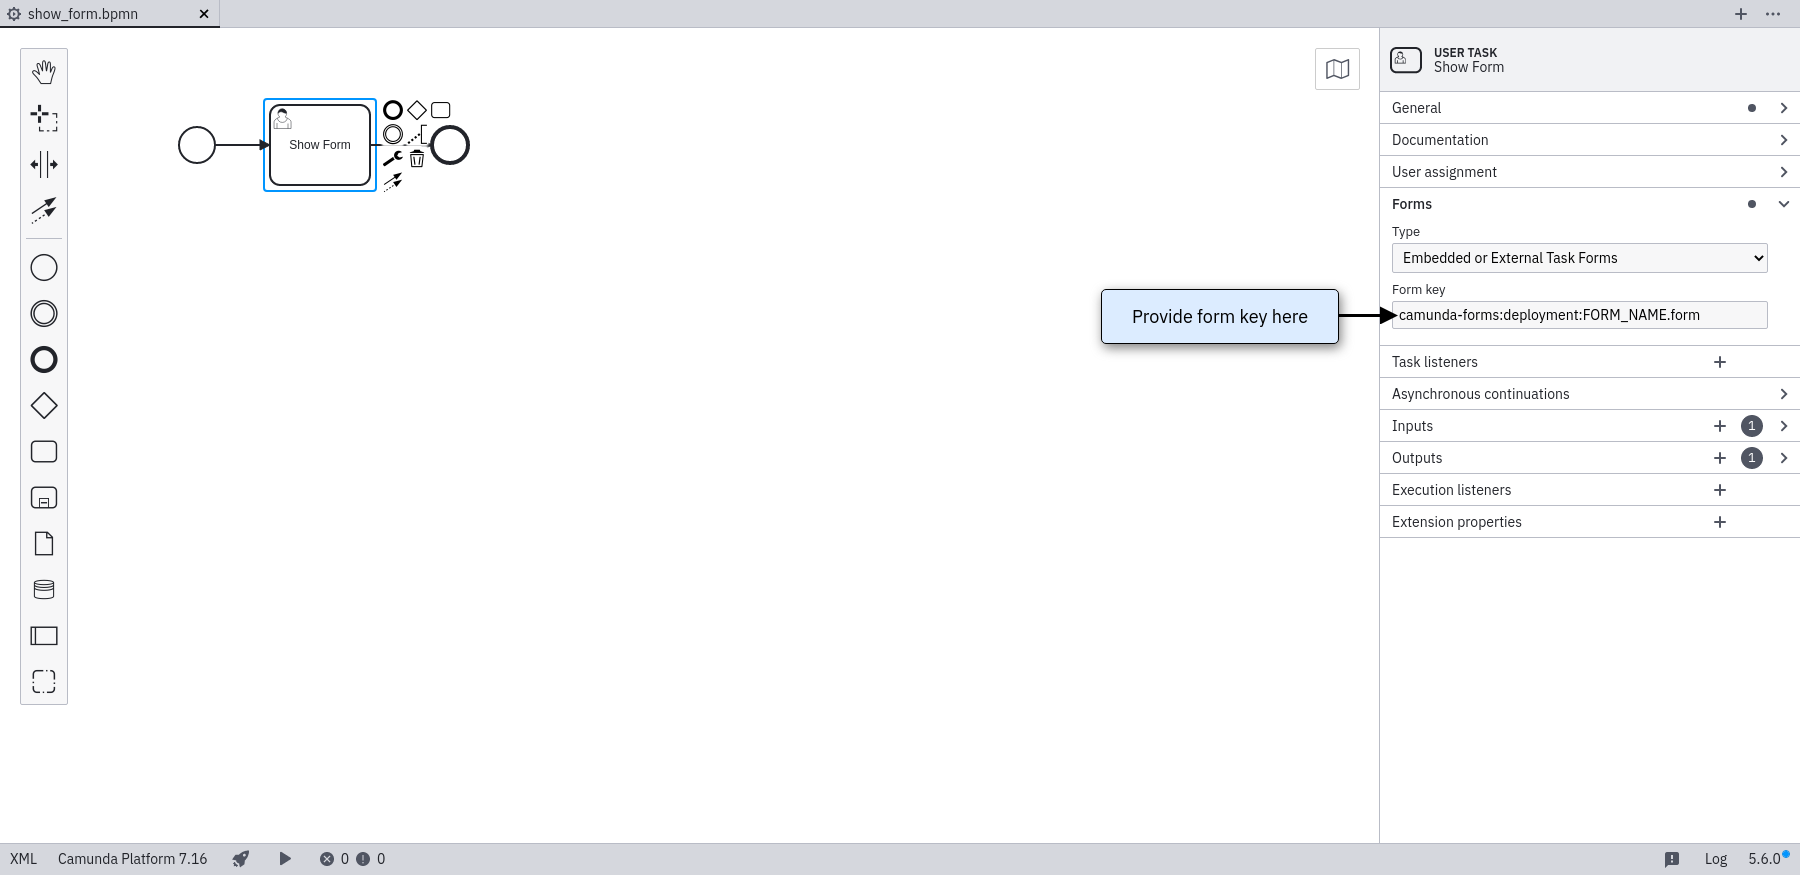 show_form.bpmn
USER TASK
Show Form
General
Documentation
User assignment
Forms
Type
Embedded or External Task Forms
Form key
camunda-forms:deployment:FORM_NAME.form
Provide form key here
Show Form
Task listeners
Asynchronous continuations
Inputs 1
Outputs 1
Execution listeners
Extension properties
XML Camunda Platform 7.16 0 0 Log 5.6.0